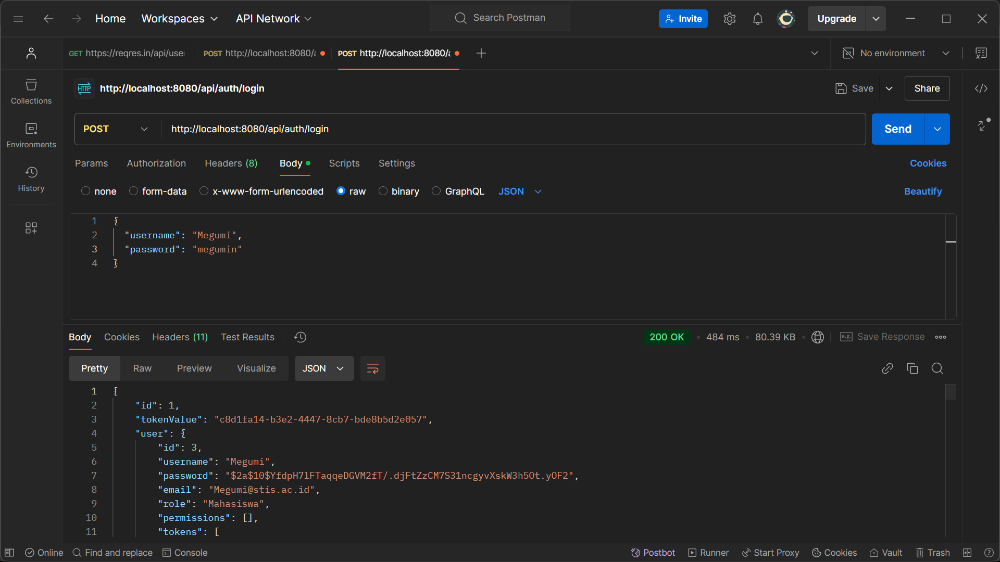 Home Workspaces API Network Search Postman Invite Upgrade
GET https://reqres.in/api/user POST http://localhost:8080/a POST http://localhost:8080/a No environment
HTTP http://localhost:8080/api/auth/login Save Share
Collections
POST http://localhost:8080/api/auth/login Send
Environments
Params Authorization Headers (8) Body Scripts Settings Cookies
History
none form-data x-www-form-urlencoded raw binary GraphQL JSON Beautify
1 {
2 "username": "Megumi",
3 "password": "megumin"
4 }
Body Cookies Headers (11) Test Results 200 OK 484 ms 80.39 KB e.g. Save Response
Pretty Raw Preview Visualize JSON
1 {
2 "id": 1,
3 "tokenValue": "c8d1fa14-b3e2-4447-8cb7-bde8b5d2e057",
4 "user": {
5 "id": 3,
6 "username": "Megumi",
7 "password": "$2a$10$YfdpH7lFTaqqeDGVM2fT/.djFtZzCM7S31ncgyvXskW3h5Ot.yOF2",
8 "email": "Megumi@stis.ac.id",
9 "role": "Mahasiswa",
10 "permissions": [],
11 "tokens": [
Online Find and replace Console Postbot Runner Start Proxy Cookies Vault Trash